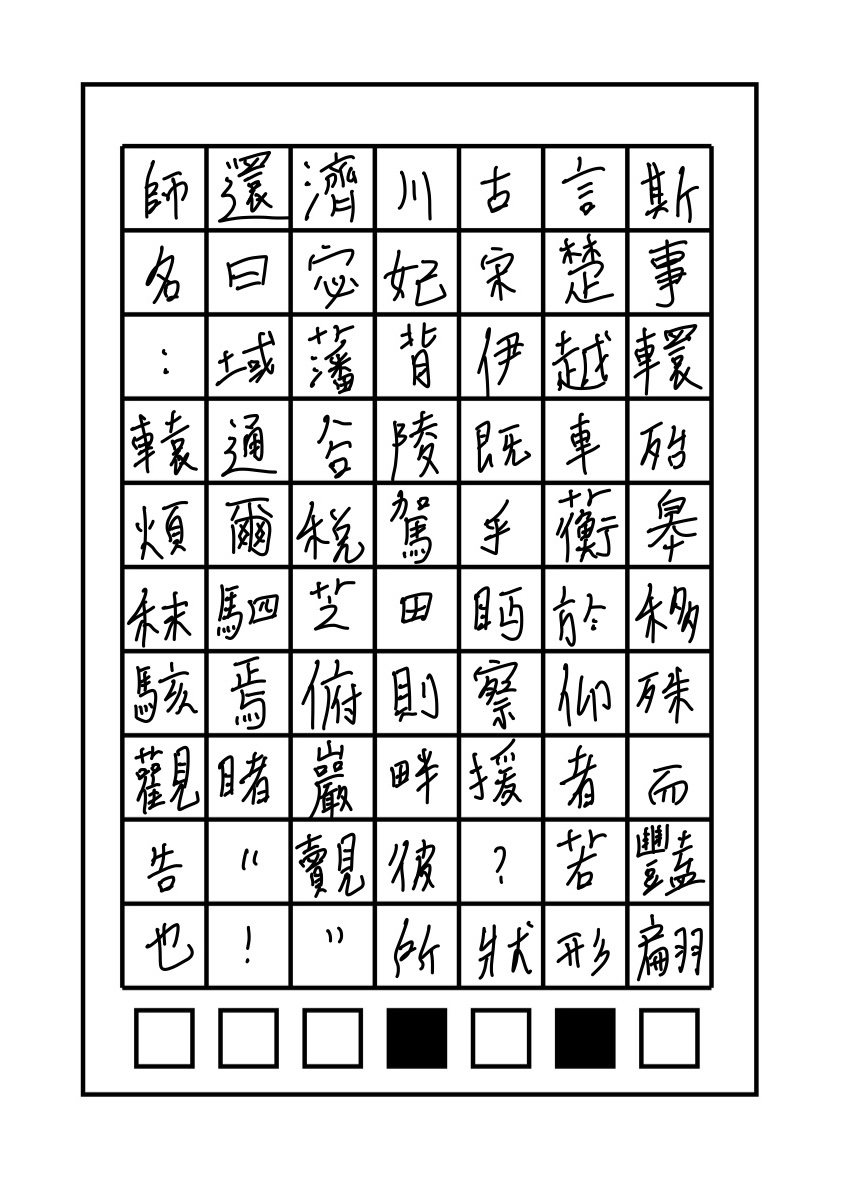 師還濟川古言斯
名曰宓妃宋楚事
：域藩背伊越轘
轅通谷陵既車殆
煩爾税駕乎蘅皋
秣駟芝田眄於移
駭焉俯則察仰殊
觀睹巖畔援者而
告“覿彼？若豔
也！”所狀形翩